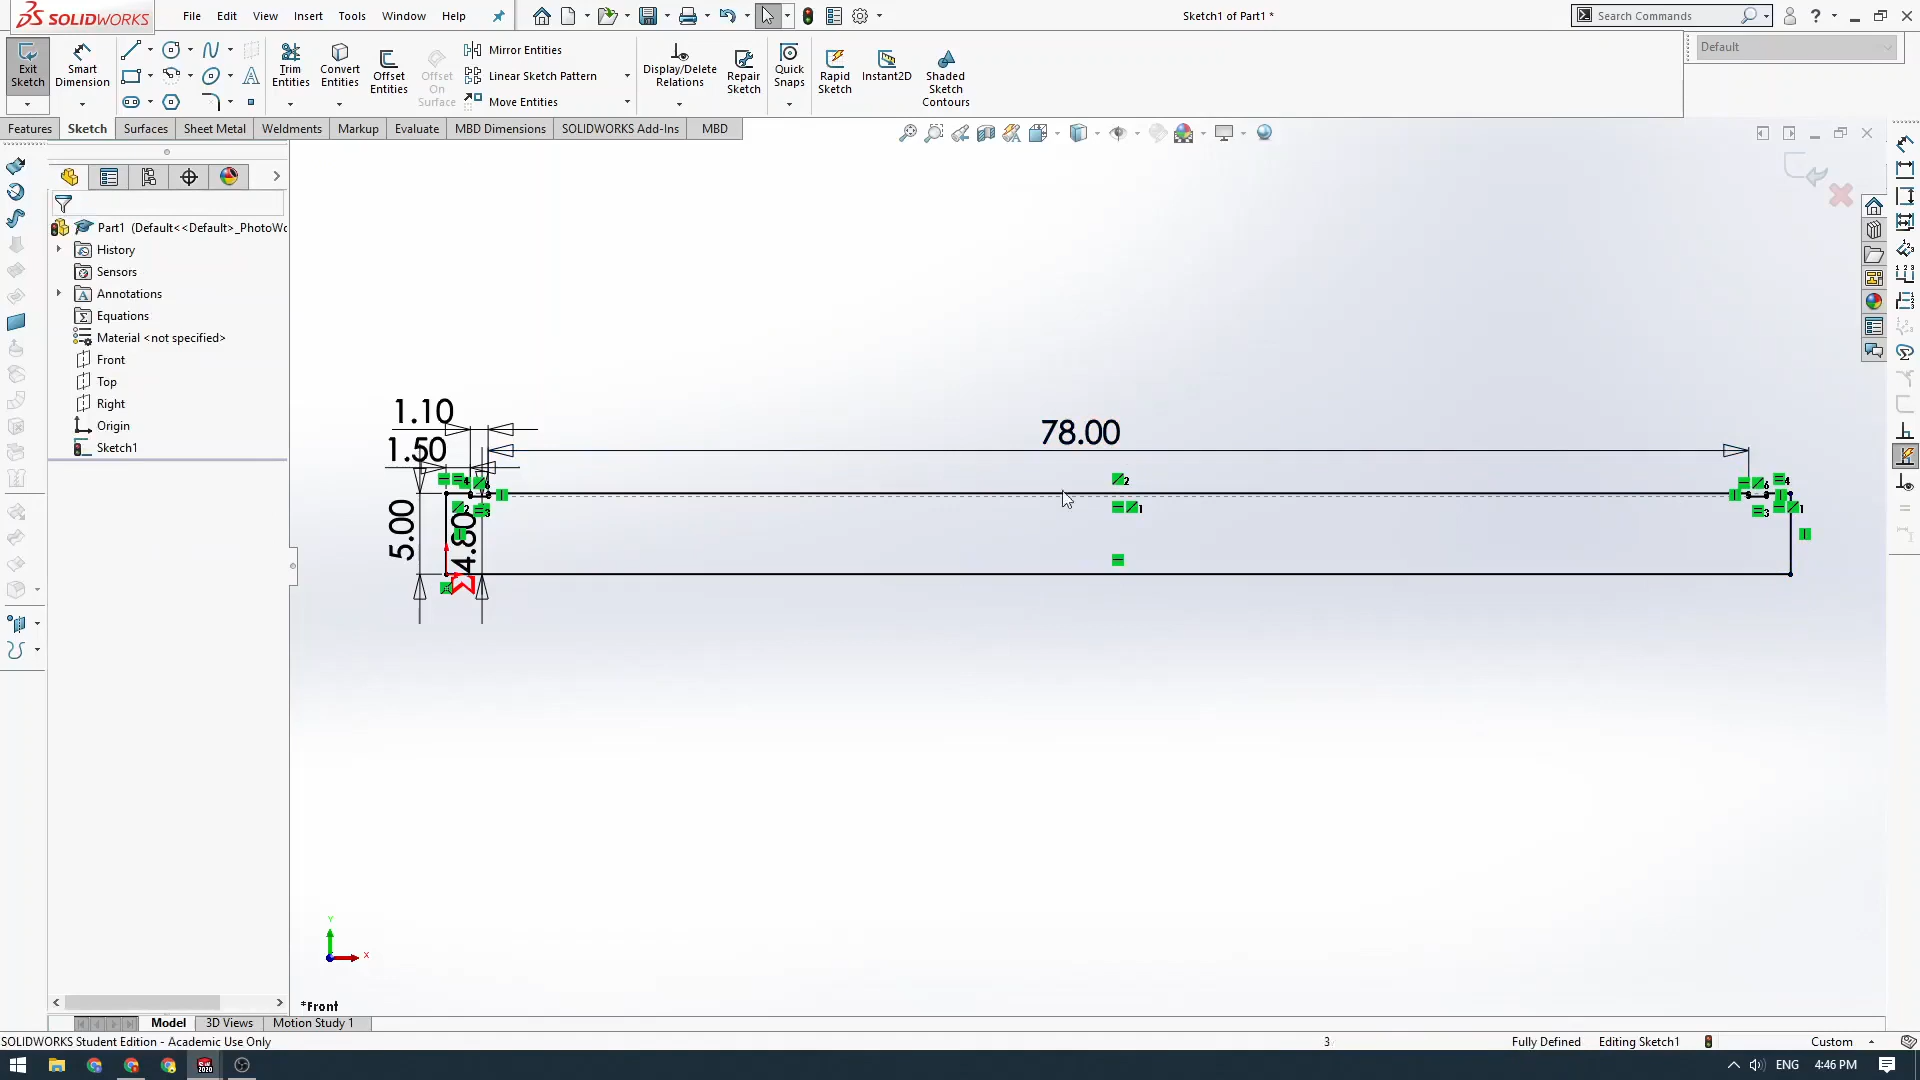 SOLIDWORKS
File Edit View Insert Tools Window Help
Sketch1 of Part1 *
Search Commands
Exit Sketch
Smart Dimension
Trim Entities
Convert Entities
Offset Entities
Offset On Surface
Mirror Entities
Linear Sketch Pattern
Move Entities
Display/Delete Relations
Repair Sketch
Quick Snaps
Rapid Sketch
Instant2D
Shaded Sketch Contours
Default
Features Sketch Surfaces Sheet Metal Weldments Markup Evaluate MBD Dimensions SOLIDWORKS Add-Ins MBD
Part1 (Default<<Default>_PhotoWo
History
Sensors
Annotations
Equations
Material <not specified>
Front
Top
Right
Origin
Sketch1
1.10
1.50
78.00
5.00
4.80
Y
X
*Front
Model 3D Views Motion Study 1
SOLIDWORKS Student Edition - Academic Use Only
3
Fully Defined
Editing Sketch1
Custom
ENG
4:46 PM